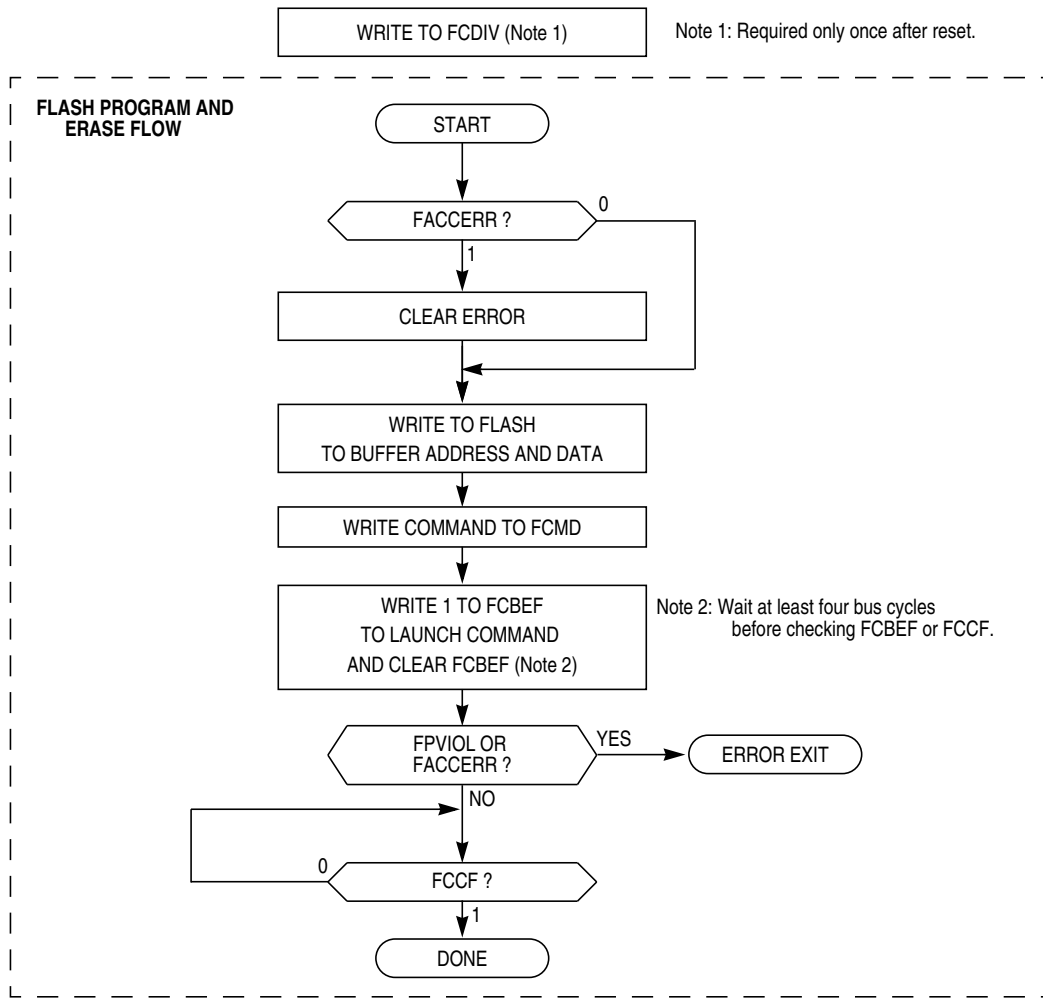 WRITE TO FCDIV (Note 1)
Note 1: Required only once after reset.
FLASH PROGRAM AND
ERASE FLOW
START
FACCERR ?
0
1
CLEAR ERROR
WRITE TO FLASH
TO BUFFER ADDRESS AND DATA
WRITE COMMAND TO FCMD
WRITE 1 TO FCBEF
TO LAUNCH COMMAND
AND CLEAR FCBEF (Note 2)
Note 2: Wait at least four bus cycles
before checking FCBEF or FCCF.
FPVIOL OR
FACCERR ?
YES
ERROR EXIT
NO
0
FCCF ?
1
DONE